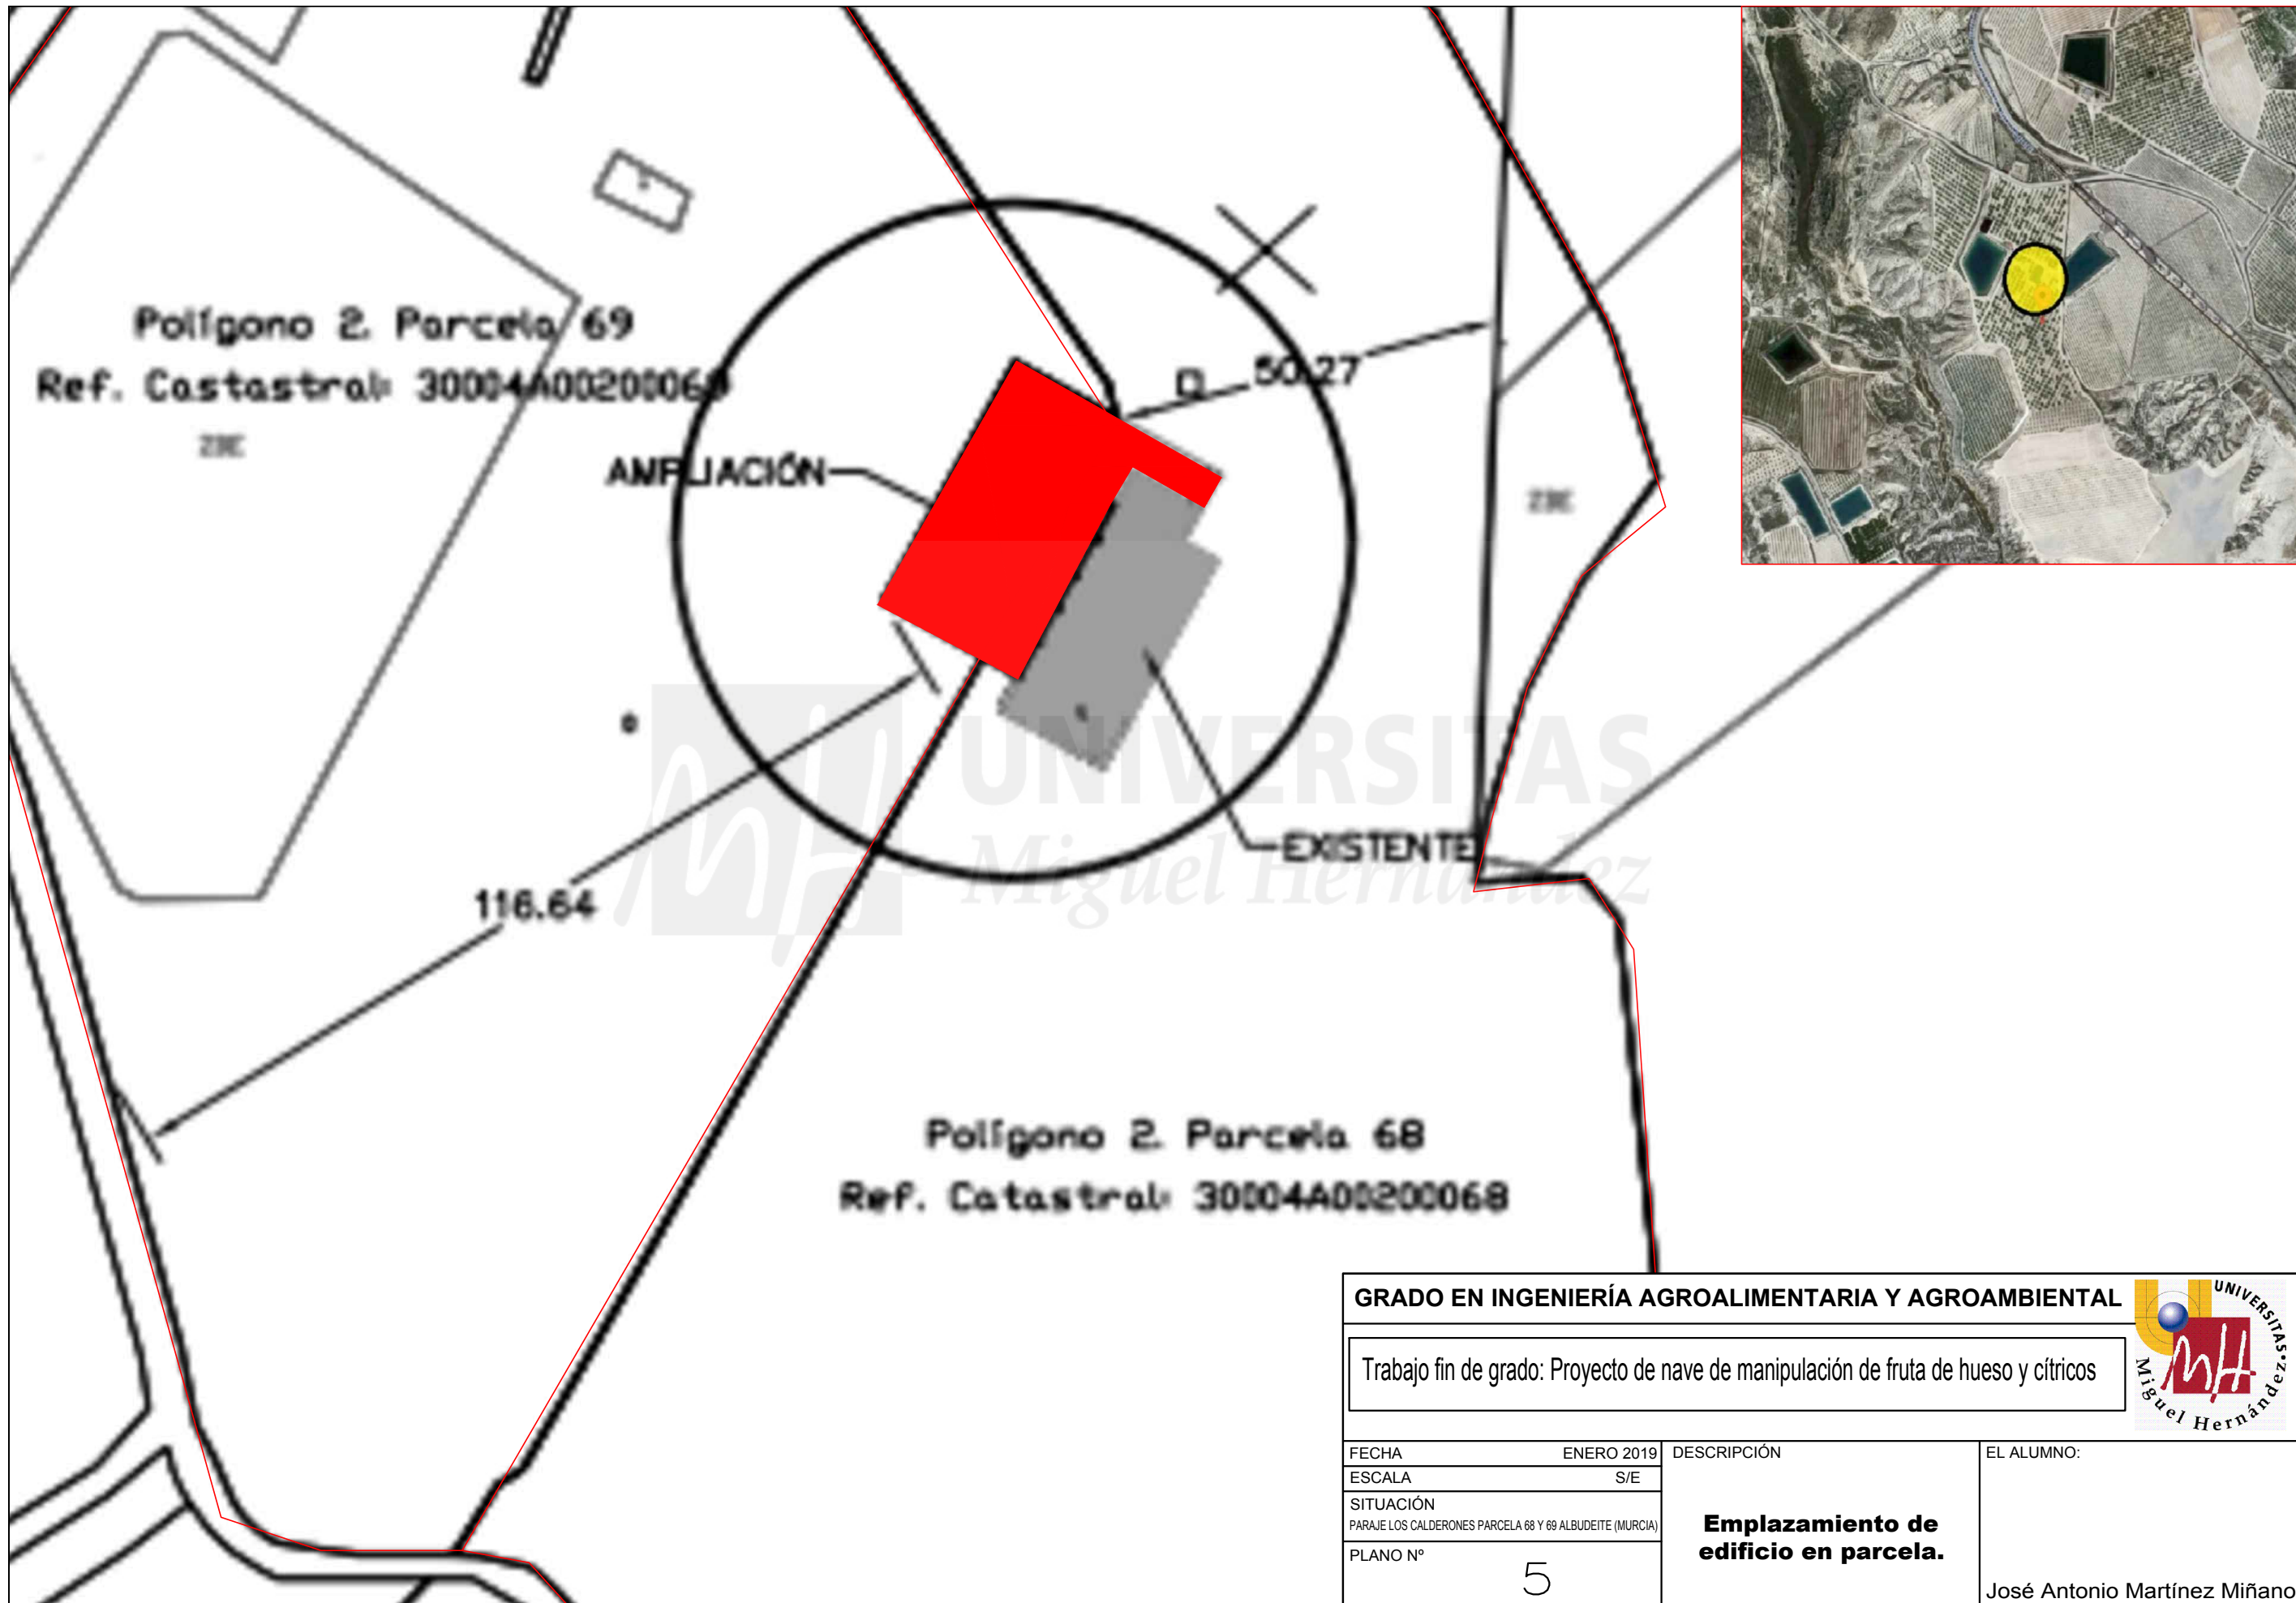 Polígono 2. Parcela 69
Ref. Castastral: 30004A00200069
AMPLIACIÓN
50.27
116.64
EXISTENTE
UNIVERSITAS
Miguel Hernández
Polígono 2. Parcela 68
Ref. Catastral: 30004A00200068
GRADO EN INGENIERÍA AGROALIMENTARIA Y AGROAMBIENTAL
Trabajo fin de grado: Proyecto de nave de manipulación de fruta de hueso y cítricos
UNIVERSITAS
Miguel Hernández
FECHA ENERO 2019
ESCALA S/E
SITUACIÓN
PARAJE LOS CALDERONES PARCELA 68 Y 69 ALBUDEITE (MURCIA)
PLANO Nº
5
DESCRIPCIÓN
Emplazamiento de
edificio en parcela.
EL ALUMNO:
José Antonio Martínez Miñano